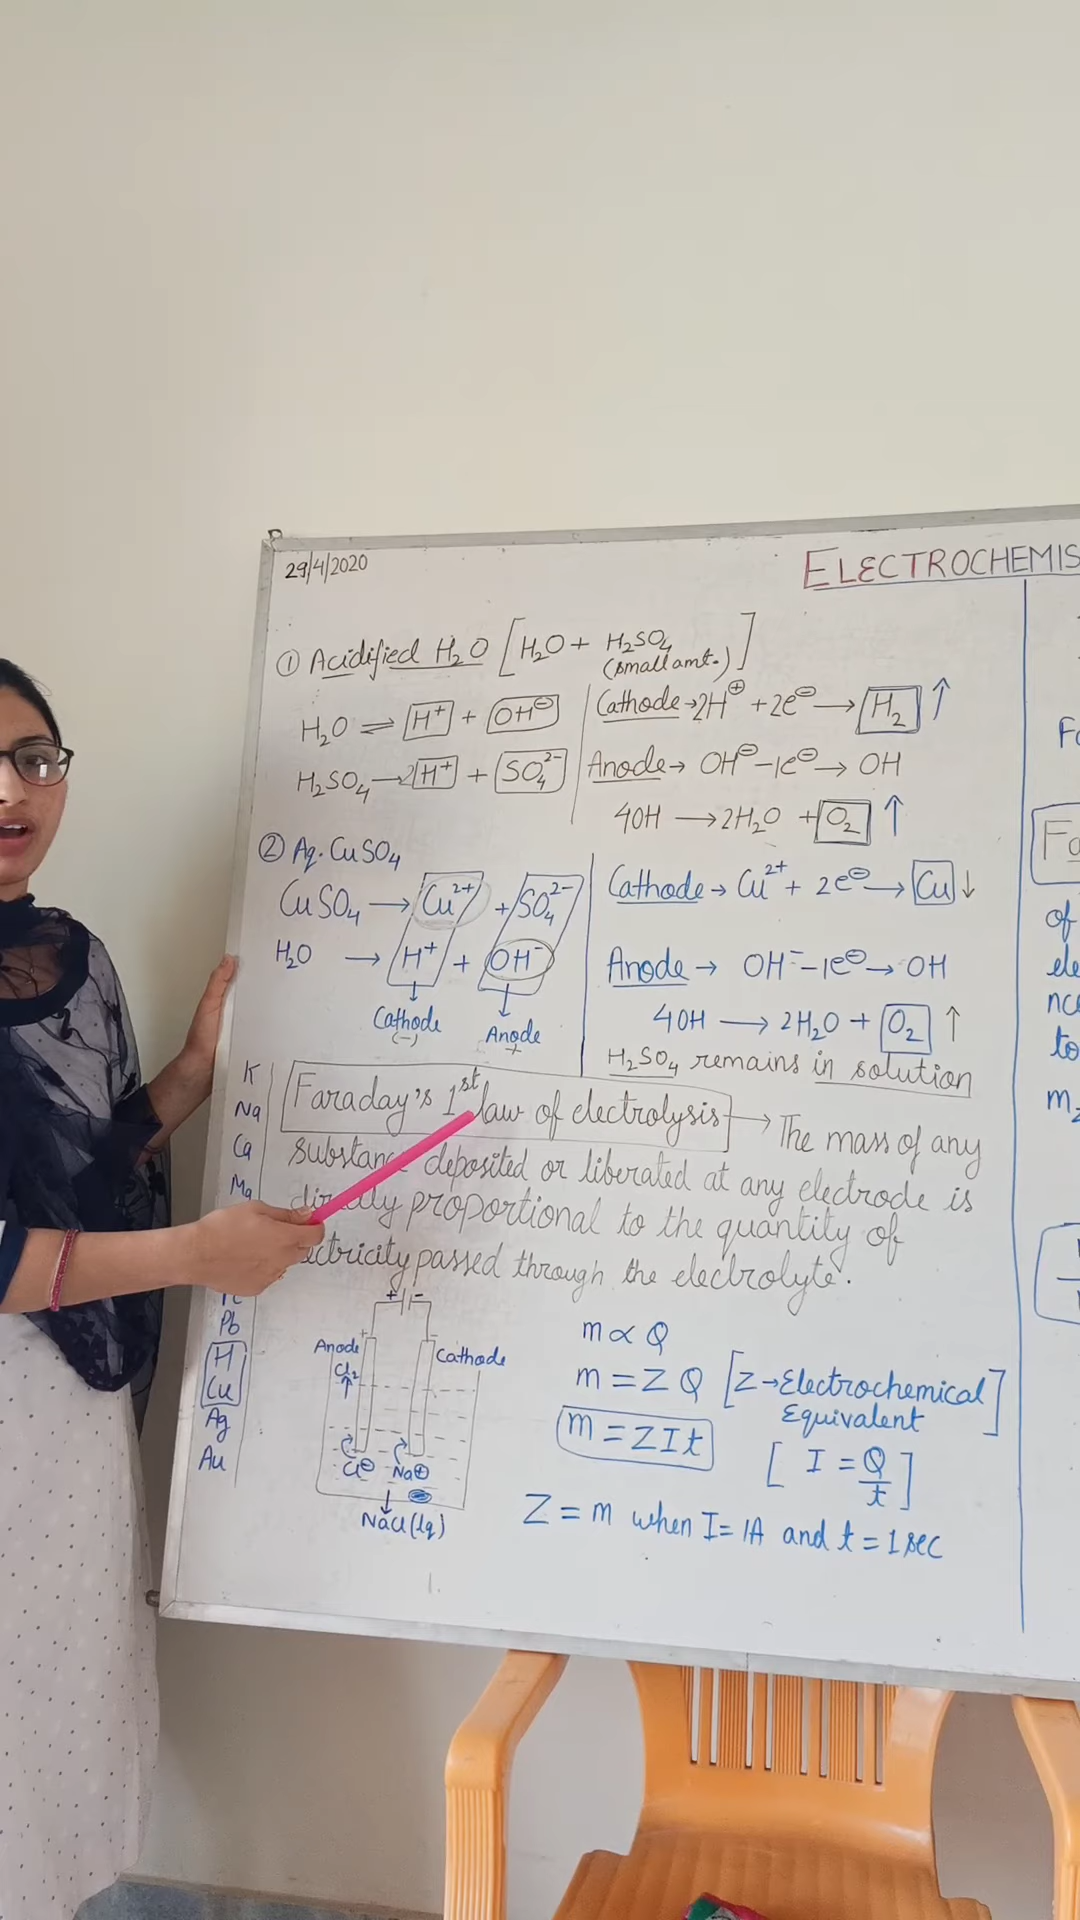 29/4/2020
ELECTROCHEMIS
① Acidified H₂O [H₂O + H₂SO₄ (small amt.)]
H₂O ⇌ H⁺ + OH⊖
H₂SO₄ → 2H⁺ + SO₄²⁻
Cathode → 2H⊕ + 2e⊖ → H₂ ↑
Anode → OH⊖ - 1e⊖ → OH
4OH → 2H₂O + O₂ ↑
② Aq. CuSO₄
CuSO₄ → Cu²⁺ + SO₄²⁻
H₂O → H⁺ + OH⁻
Cathode (-)
Anode +
Cathode → Cu²⁺ + 2e⊖ → Cu ↓
Anode → OH⁻ - 1e⊖ → OH
4OH → 2H₂O + O₂ ↑
H₂SO₄ remains in solution
K
Na
Ca
Mg
Pb
H
Cu
Ag
Au
Faraday's 1st law of electrolysis → The mass of any
substance deposited or liberated at any electrode is
directly proportional to the quantity of
electricity passed through the electrolyte.
+ -
Anode +
Cathode -
Cl₂ ↑
Cl⊖
Na⊕
NaCl (lq)
m ∝ Q
m = Z Q [Z → Electrochemical
Equivalent]
m = Z I t
[I = Q/t]
Z = m when I = 1A and t = 1 sec
Fa
of
ele
nce
to